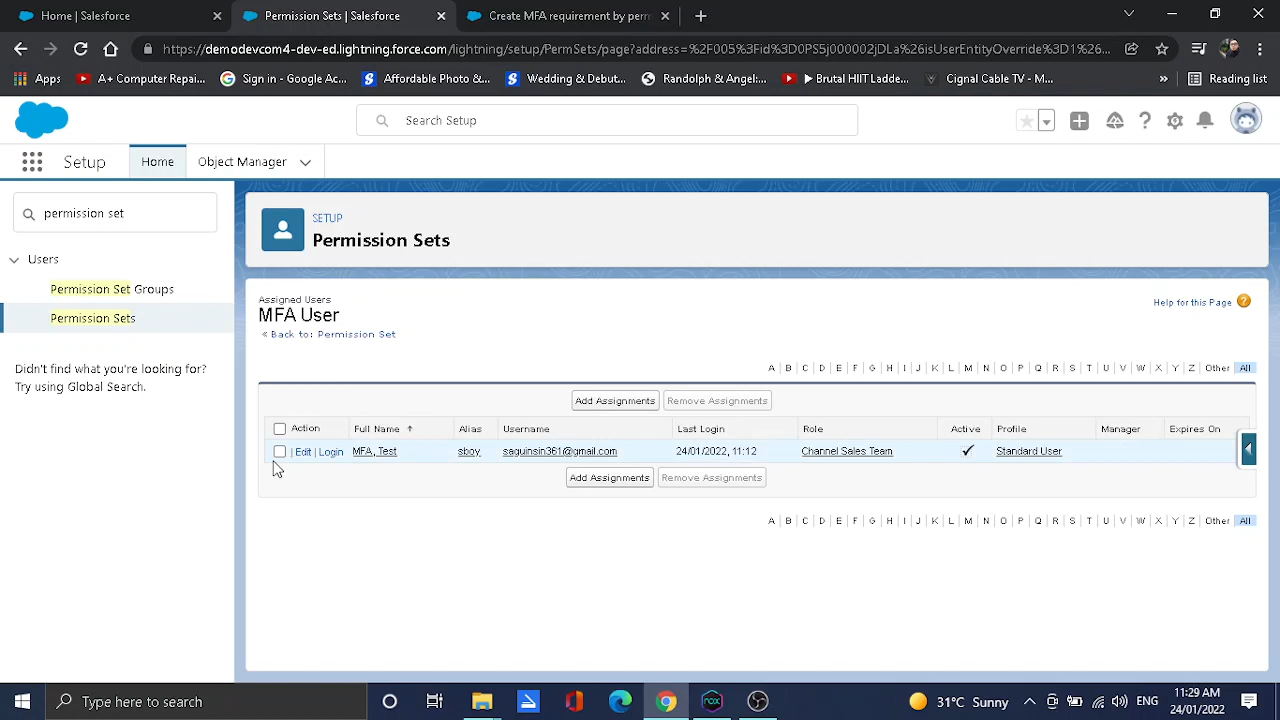 Home | Salesforce
Permission Sets | Salesforce
Create MFA requirement by perm
https://demodevcom4-dev-ed.lightning.force.com/lightning/setup/PermSets/page?address=%2F005%3Fid%3D0PS5j000002jDLa%26isUserEntityOverride%3D1%26...
Apps
A+ Computer Repai...
Sign in - Google Ac...
Affordable Photo &...
Wedding & Debut...
Randolph & Angel...
Brutal HIIT Ladde...
Cignal Cable TV - M...
»
Reading list
Search Setup
Setup
Home
Object Manager
permission set
Users
Permission Set Groups
Permission Sets
Didn't find what you're looking for?
Try using Global Search.
SETUP
Permission Sets
Assigned Users
MFA User
« Back to: Permission Set
Help for this Page
A | B | C | D | E | F | G | H | I | J | K | L | M | N | O | P | Q | R | S | T | U | V | W | X | Y | Z | Other | All
Add Assignments Remove Assignments
Action Full Name Alias Username Last Login Role Active Profile Manager Expires On
| Edit | Login MFA, Test sboy saguinsin361@gmail.com 24/01/2022, 11:12 Channel Sales Team Standard User
Add Assignments Remove Assignments
A | B | C | D | E | F | G | H | I | J | K | L | M | N | O | P | Q | R | S | T | U | V | W | X | Y | Z | Other | All
Type here to search
nox
31°C Sunny
ENG
11:29 AM
24/01/2022